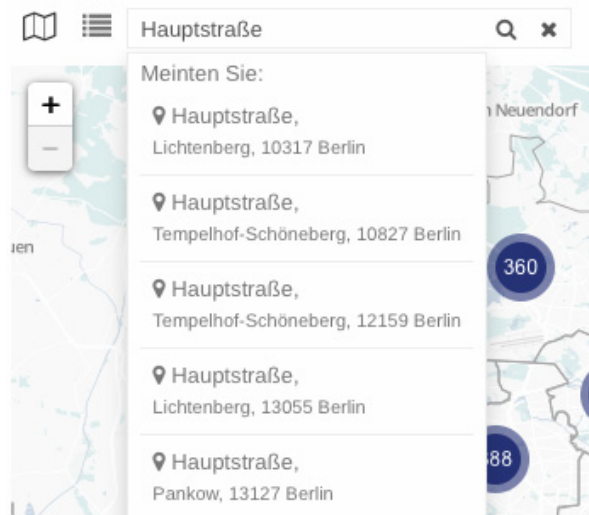 Hauptstraße
Meinten Sie:
Hauptstraße,
Lichtenberg, 10317 Berlin
Hauptstraße,
Tempelhof-Schöneberg, 10827 Berlin
Hauptstraße,
Tempelhof-Schöneberg, 12159 Berlin
Hauptstraße,
Lichtenberg, 13055 Berlin
Hauptstraße,
Pankow, 13127 Berlin
+
−
Neuendorf
360